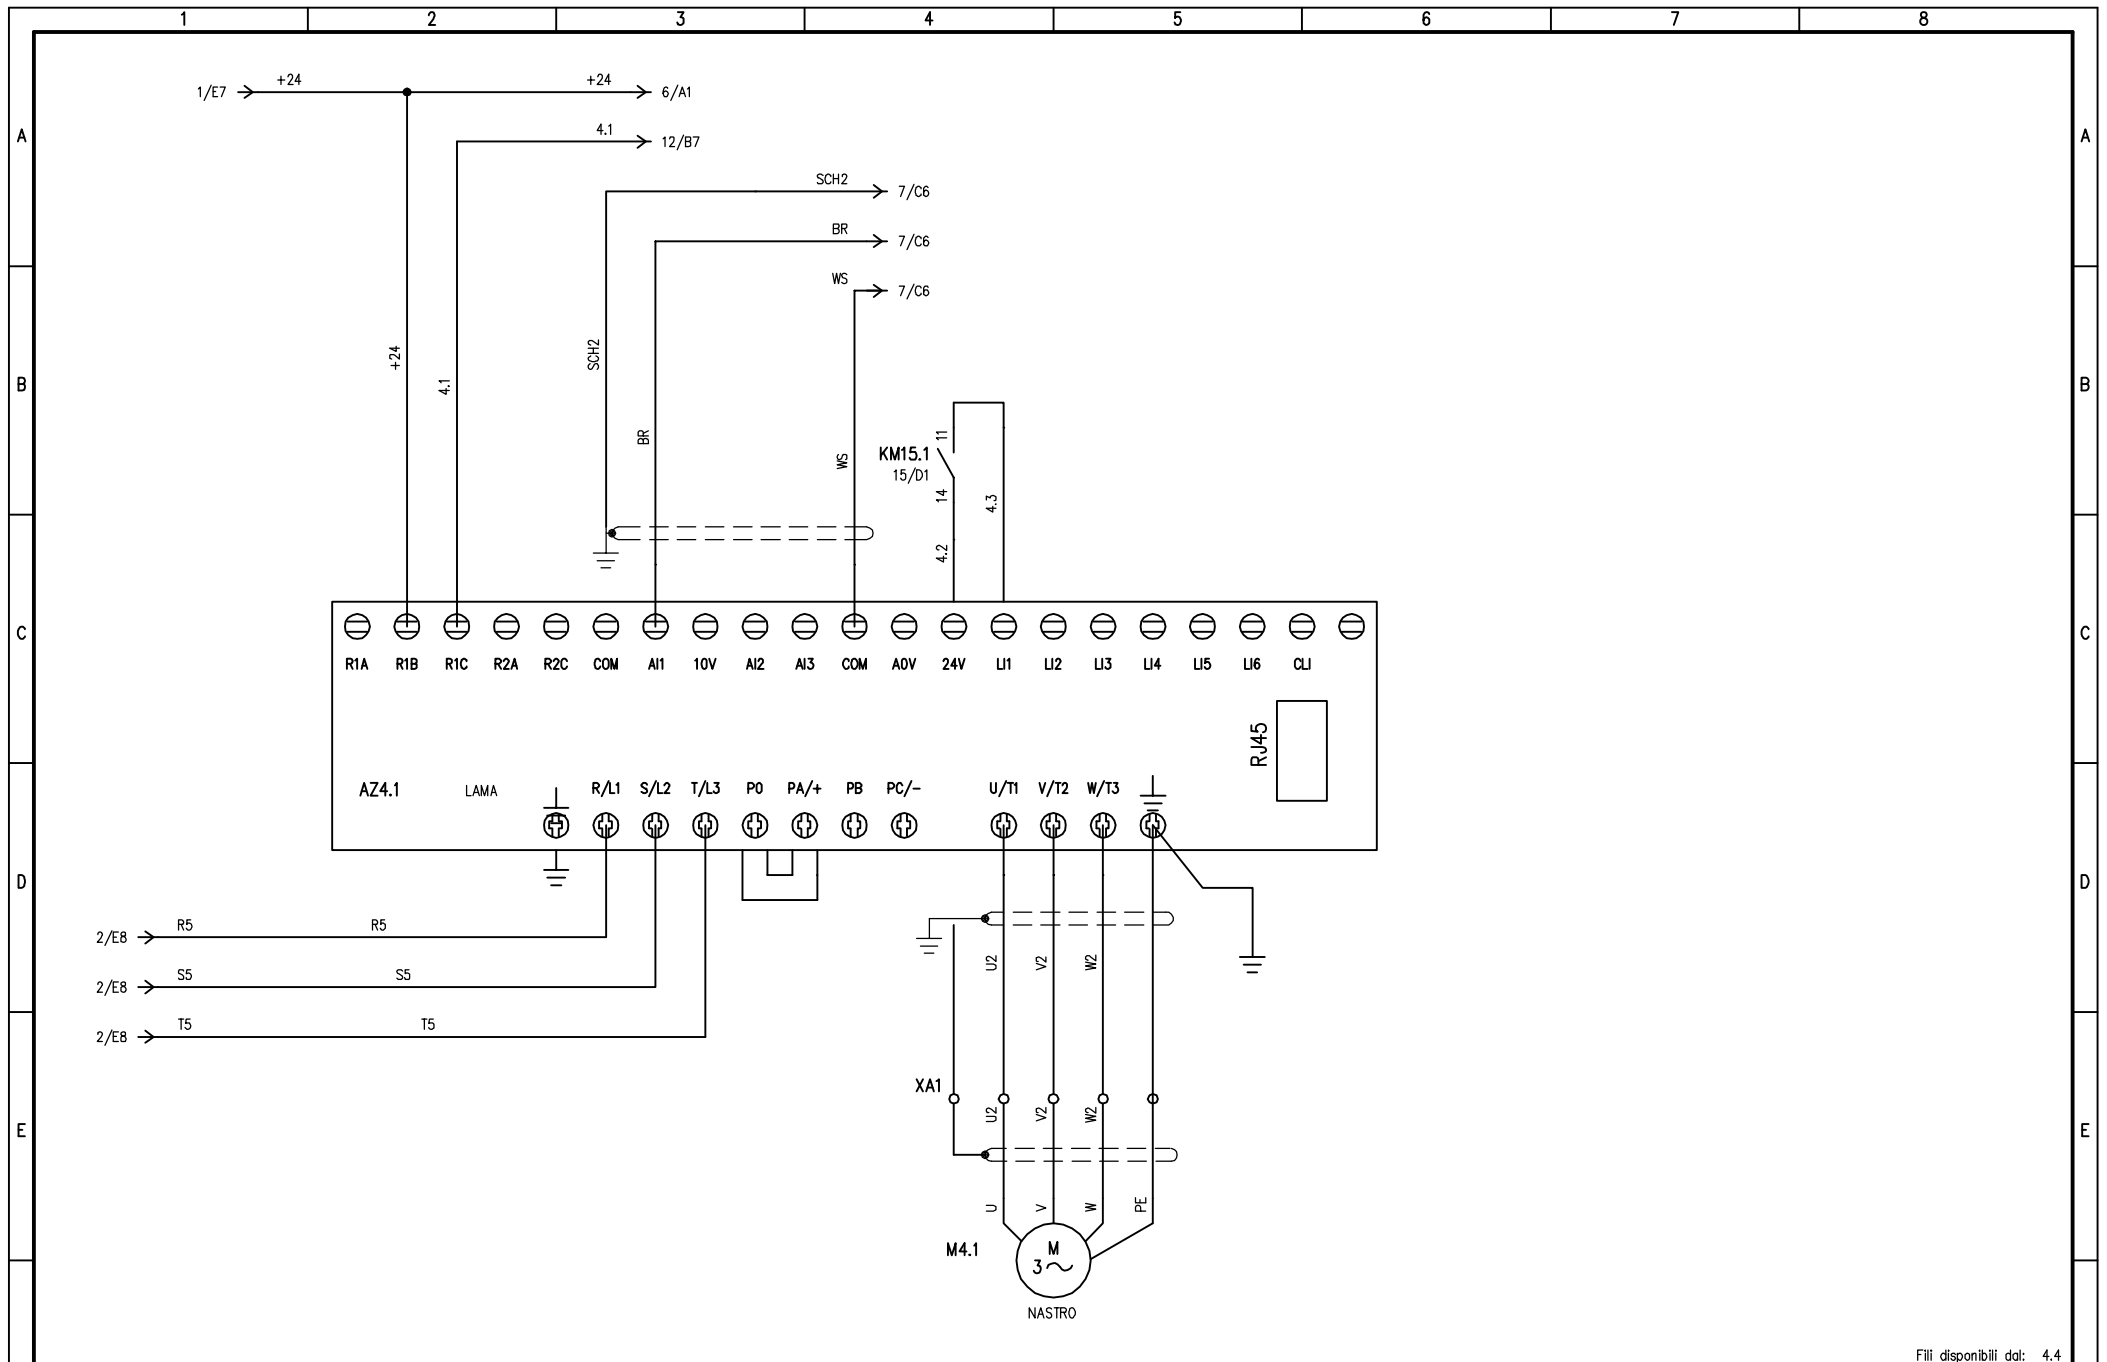 1 2 3 4 5 6 7 8
+24 +24
1/E7 6/A1
4.1
A 12/B7 A
SCH2
7/C6
BR
7/C6
WS
7/C6
+24
4.1
SCH2
B B
BR
WS
11
KM15.1
15/D1
14
4.3
4.2
C C
R1A R1B R1C R2A R2C COM AI1 10V AI2 AI3 COM AOV 24V LI1 LI2 LI3 LI4 LI5 LI6 CLI
RJ45
AZ4.1 LAMA R/L1 S/L2 T/L3 P0 PA/+ PB PC/- U/T1 V/T2 W/T3
D D
R5 R5
2/E8
S5 S5
2/E8
T5 T5
2/E8
U2 V2 W2
XA1
U2 V2 W2
E E
U V W PE
M4.1 M
3
NASTRO
Fili disponibili dal: 4.4